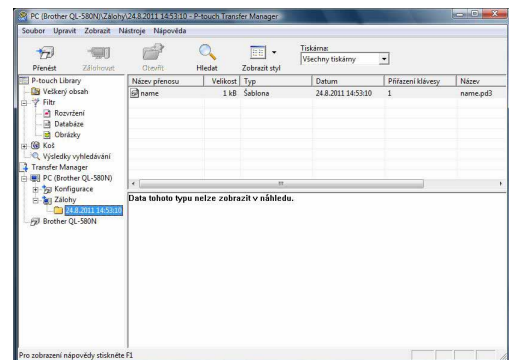 PC (Brother QL-580N)\Zálohy\24.8.2011 14:53:10 - P-touch Transfer Manager
Soubor Upravit Zobrazit Nástroje Nápověda
Tiskárna:
Všechny tiskárny
Přenést Zálohovat Otevřít Hledat Zobrazit styl
P-touch Library
Veškerý obsah
Filtr
Rozvržení
Databáze
Obrázky
Koš
Výsledky vyhledávání
Transfer Manager
PC (Brother QL-580N)
Konfigurace
Zálohy
24.8.2011 14:53:10
Brother QL-580N
Název přenosu Velikost Typ Datum Přiřazení klávesy Název
name 1 kB Šablona 24.8.2011 14:53:10 1 name.pd3
Data tohoto typu nelze zobrazit v náhledu.
Pro zobrazení nápovědy stiskněte F1